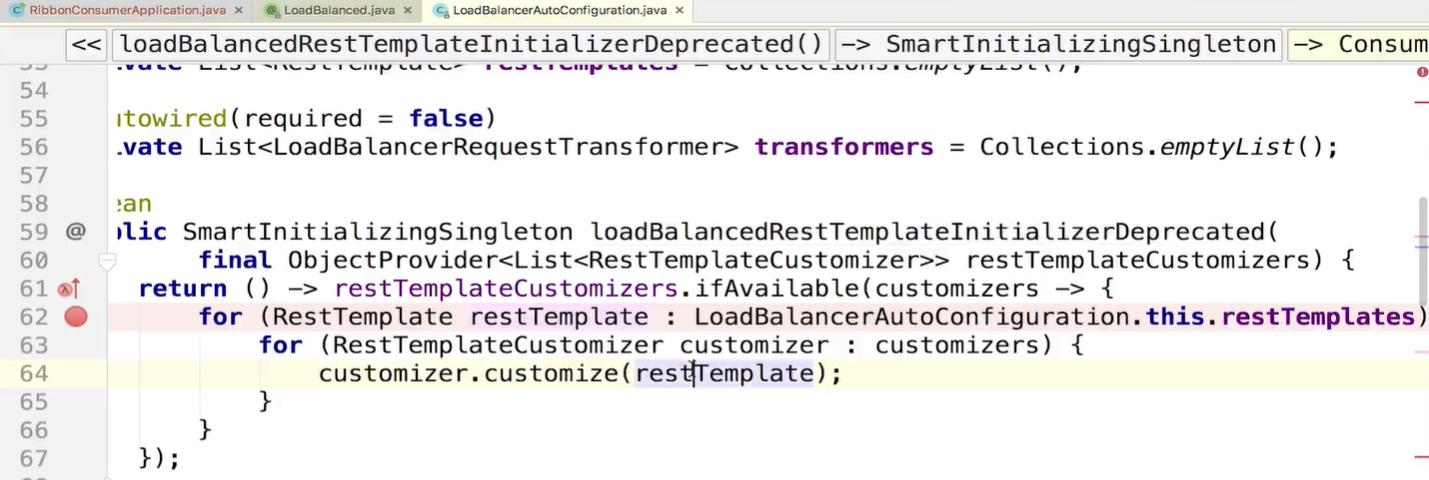 RibbonConsumerApplication.java × LoadBalanced.java × LoadBalancerAutoConfiguration.java ×
<< loadBalancedRestTemplateInitializerDeprecated() -> SmartInitializingSingleton -> Consum
54
55 utowired(required = false)
56 ivate List<LoadBalancerRequestTransformer> transformers = Collections.emptyList();
57
58 ean
59 @ blic SmartInitializingSingleton loadBalancedRestTemplateInitializerDeprecated(
60 final ObjectProvider<List<RestTemplateCustomizer>> restTemplateCustomizers) {
61 return () -> restTemplateCustomizers.ifAvailable(customizers -> {
62 for (RestTemplate restTemplate : LoadBalancerAutoConfiguration.this.restTemplates)
63 for (RestTemplateCustomizer customizer : customizers) {
64 customizer.customize(restTemplate);
65 }
66 }
67 });